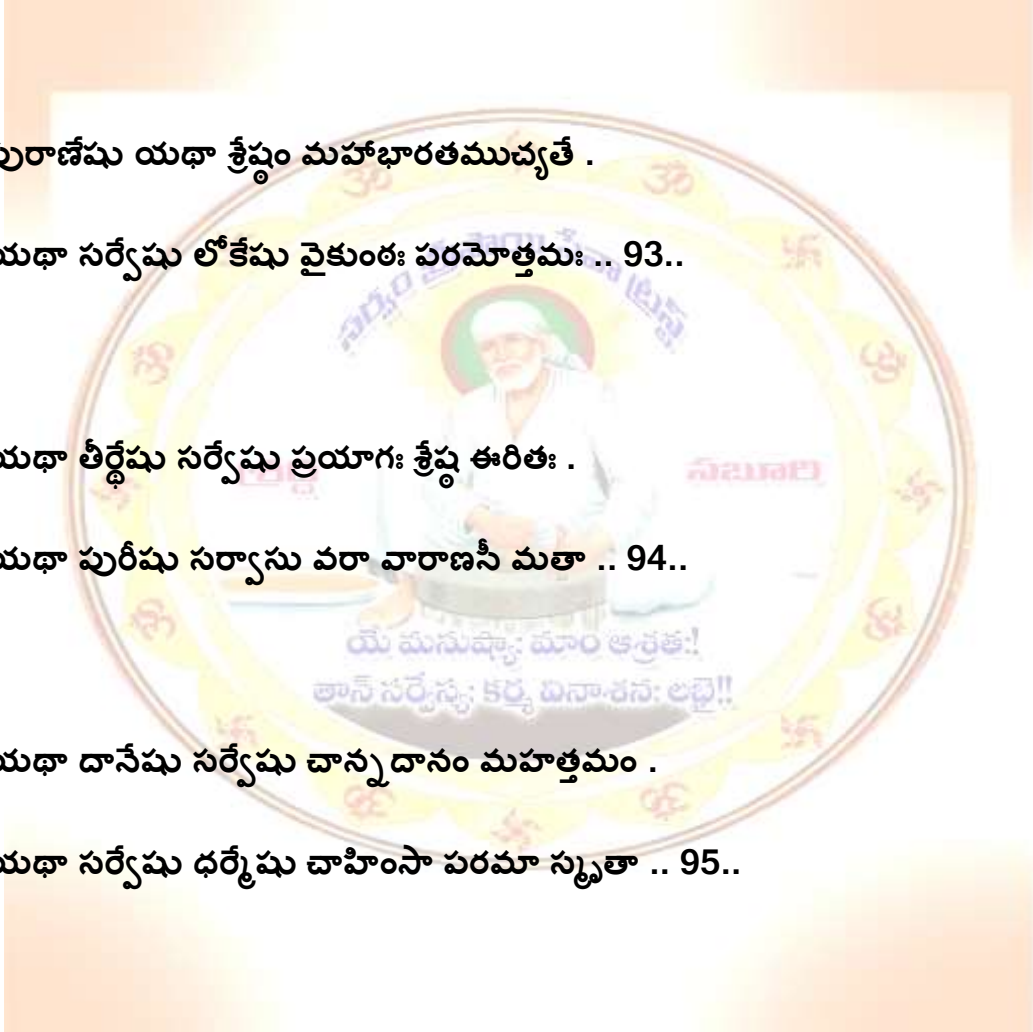 పురాణేషు యథా శ్రేష్ఠం మహాభారతముచ్యతే .
యథా సర్వేషు లోకేషు వైకుంఠః పరమోత్తమః .. 93..
యథా తీర్థేషు సర్వేషు ప్రయాగః శ్రేష్ఠ ఈరితః .
సబూరి
యథా పురీషు సర్వాసు వరా వారాణసీ మతా .. 94..
యే మనుష్యా: మాం ఆశ్రత:!
తాన్ సర్వేస్య: కర్మ వినాశన: లభై!!
యథా దానేషు సర్వేషు చాన్నదానం మహత్తమం .
యథా సర్వేషు ధర్మేషు చాహింసా పరమా స్మృతా .. 95..